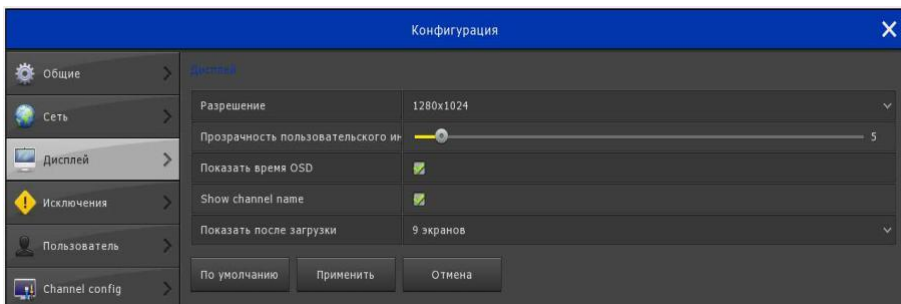 Конфигурация
Общие
Сеть
Дисплей
Исключения
Пользователь
Channel config
Дисплей
Разрешение 1280x1024
Прозрачность пользовательского ин 5
Показать время OSD
Show channel name
Показать после загрузки 9 экранов
По умолчанию Применить Отмена